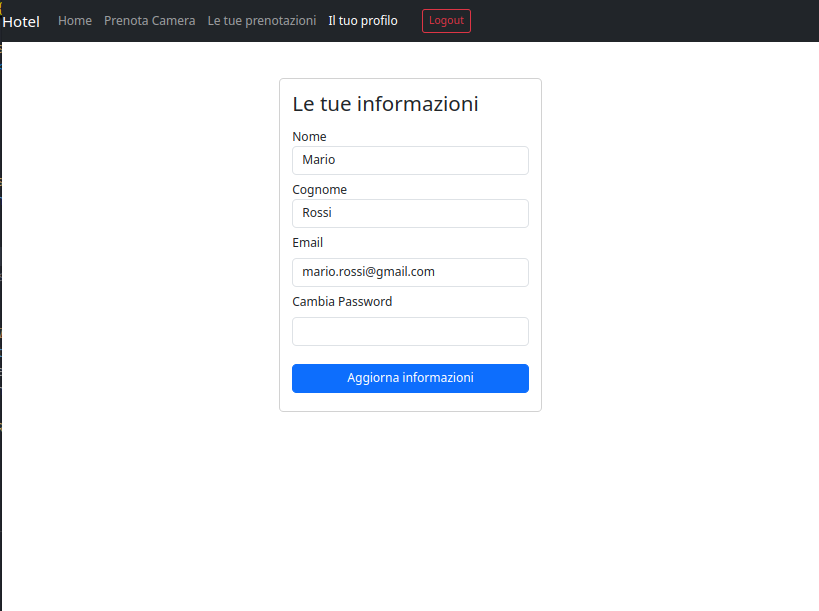 Hotel Home Prenota Camera Le tue prenotazioni Il tuo profilo Logout
Le tue informazioni
Nome
Mario
Cognome
Rossi
Email
mario.rossi@gmail.com
Cambia Password
Aggiorna informazioni